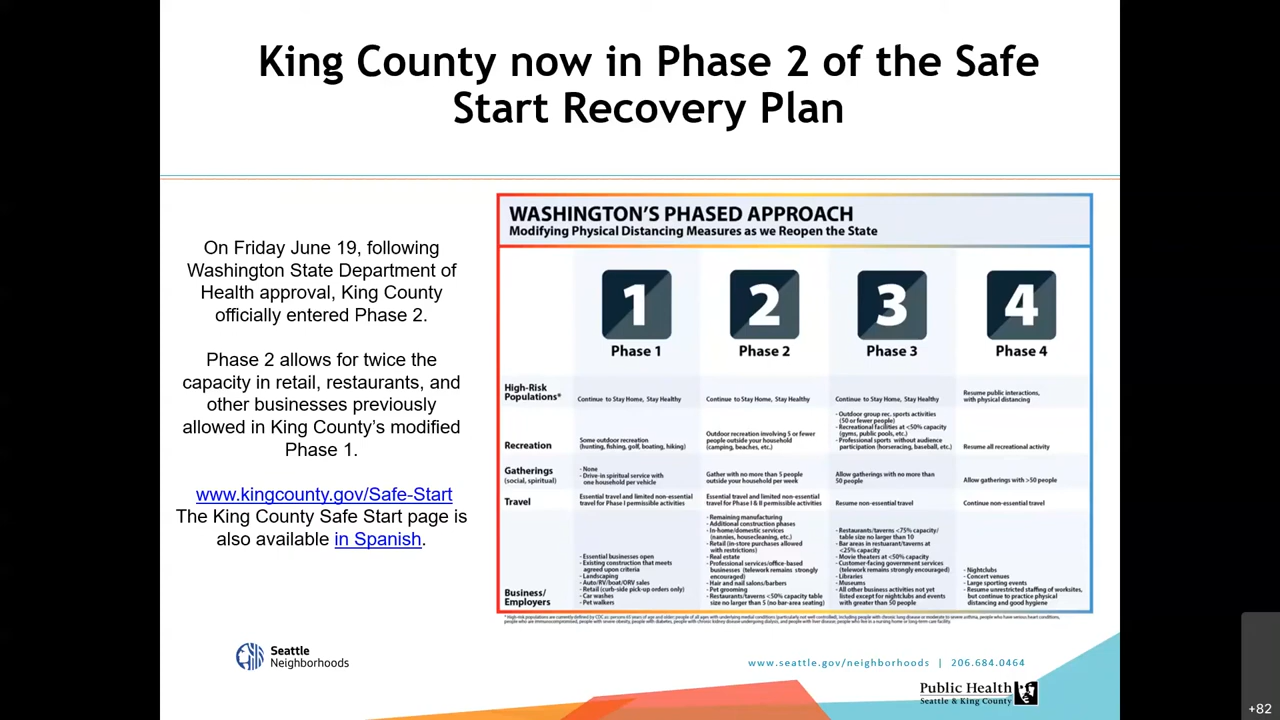 King County now in Phase 2 of the Safe
Start Recovery Plan
On Friday June 19, following
Washington State Department of
Health approval, King County
officially entered Phase 2.
Phase 2 allows for twice the
capacity in retail, restaurants, and
other businesses previously
allowed in King County's modified
Phase 1.
www.kingcounty.gov/Safe-Start
The King County Safe Start page is
also available in Spanish.
WASHINGTON'S PHASED APPROACH
Modifying Physical Distancing Measures as we Reopen the State
1
Phase 1
2
Phase 2
3
Phase 3
4
Phase 4
High-Risk
Populations*
Continue to Stay Home, Stay Healthy
Continue to Stay Home, Stay Healthy
Continue to Stay Home, Stay Healthy
Resume public interactions,
with physical distancing
Recreation
Some outdoor recreation
(hunting, fishing, golf, boating, hiking)
Outdoor recreation involving 5 or fewer
people outside your household
(camping, beaches, etc.)
- Outdoor group rec. sports activities
(50 or fewer people)
- Recreational facilities at <50% capacity
(gyms, public pools, etc.)
- Professional sports without audience
participation (horseracing, baseball, etc.)
Resume all recreational activity
Gatherings
(social, spiritual)
- None
- Drive-in spiritual service with
one household per vehicle
Gather with no more than 5 people
outside your household per week
Allow gatherings with no more than
50 people
Allow gatherings with >50 people
Travel
Essential travel and limited non-essential
travel for Phase I permissible activities
Essential travel and limited non-essential
travel for Phase I & II permissible activities
Resume non-essential travel
Continue non-essential travel
Business/
Employers
- Essential businesses open
- Existing construction that meets
agreed upon criteria
- Landscaping
- Auto/RV/boat/ORV sales
- Retail (curb-side pick-up orders only)
- Car washes
- Pet walkers
- Remaining manufacturing
- Additional construction phases
- In-home/domestic services
(nannies, housecleaning, etc.)
- Retail (in-store purchases allowed
with restrictions)
- Real estate
- Professional services/office-based
businesses (telework remains strongly
encouraged)
- Hair and nail salons/barbers
- Pet grooming
- Restaurants/taverns <50% capacity table
size no larger than 5 (no bar-area seating)
- Restaurants/taverns <75% capacity/
table size no larger than 10
- Bar areas in restuarant/taverns at
<25% capacity
- Movie theaters at <50% capacity
- Customer-facing government services
(telework remains strongly encouraged)
- Libraries
- Museums
- All other business activities not yet
listed except for nightclubs and events
with greater than 50 people
- Nightclubs
- Concert venues
- Large sporting events
- Resume unrestricted staffing of worksites,
but continue to practice physical
distancing and good hygiene
Seattle
Neighborhoods
www.seattle.gov/neighborhoods | 206.684.0464
Public Health
Seattle & King County
+82